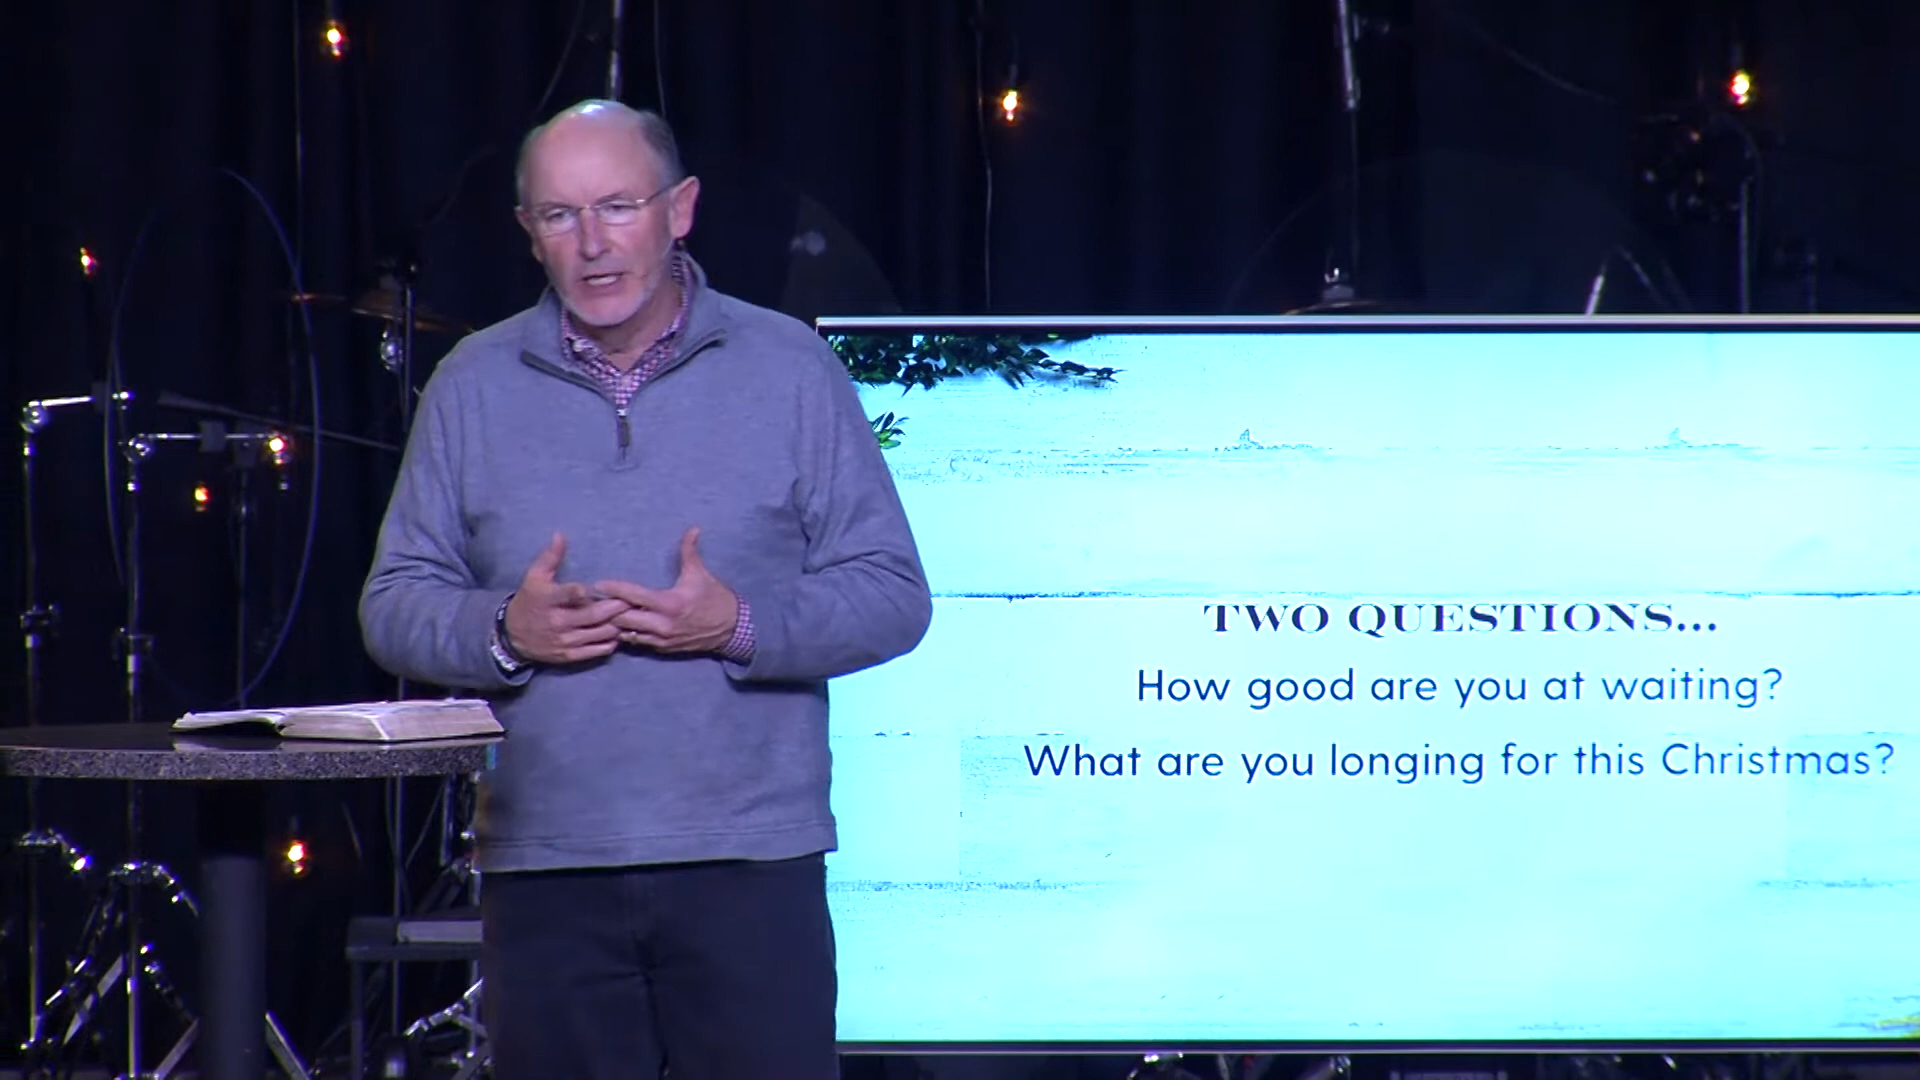 TWO QUESTIONS...
How good are you at waiting?
What are you longing for this Christmas?